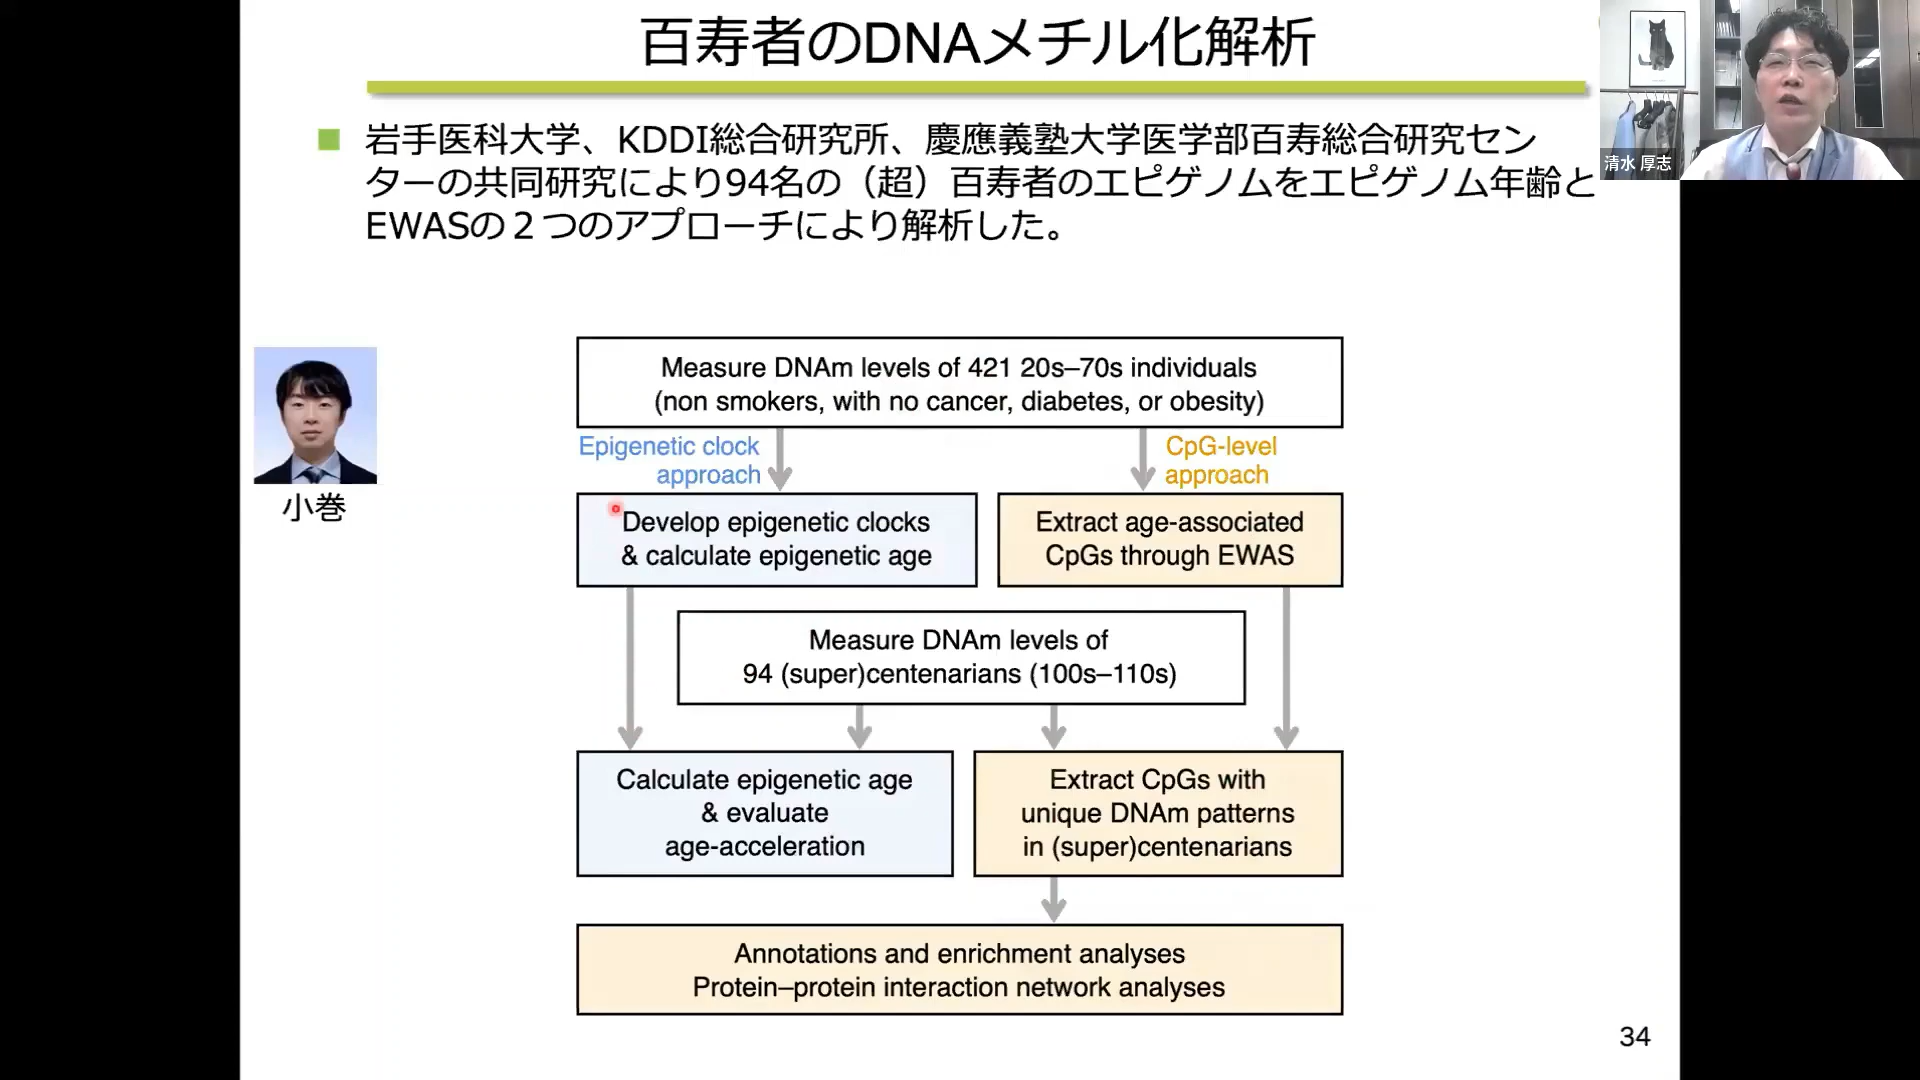 百寿者のDNAメチル化解析
岩手医科大学、KDDI総合研究所、慶應義塾大学医学部百寿総合研究セン
ターの共同研究により94名の（超）百寿者のエピゲノムをエピゲノム年齢と
EWASの２つのアプローチにより解析した。
清水 厚志
小巻
Measure DNAm levels of 421 20s–70s individuals
(non smokers, with no cancer, diabetes, or obesity)
Epigenetic clock
approach
CpG-level
approach
Develop epigenetic clocks
& calculate epigenetic age
Extract age-associated
CpGs through EWAS
Measure DNAm levels of
94 (super)centenarians (100s–110s)
Calculate epigenetic age
& evaluate
age-acceleration
Extract CpGs with
unique DNAm patterns
in (super)centenarians
Annotations and enrichment analyses
Protein–protein interaction network analyses
34